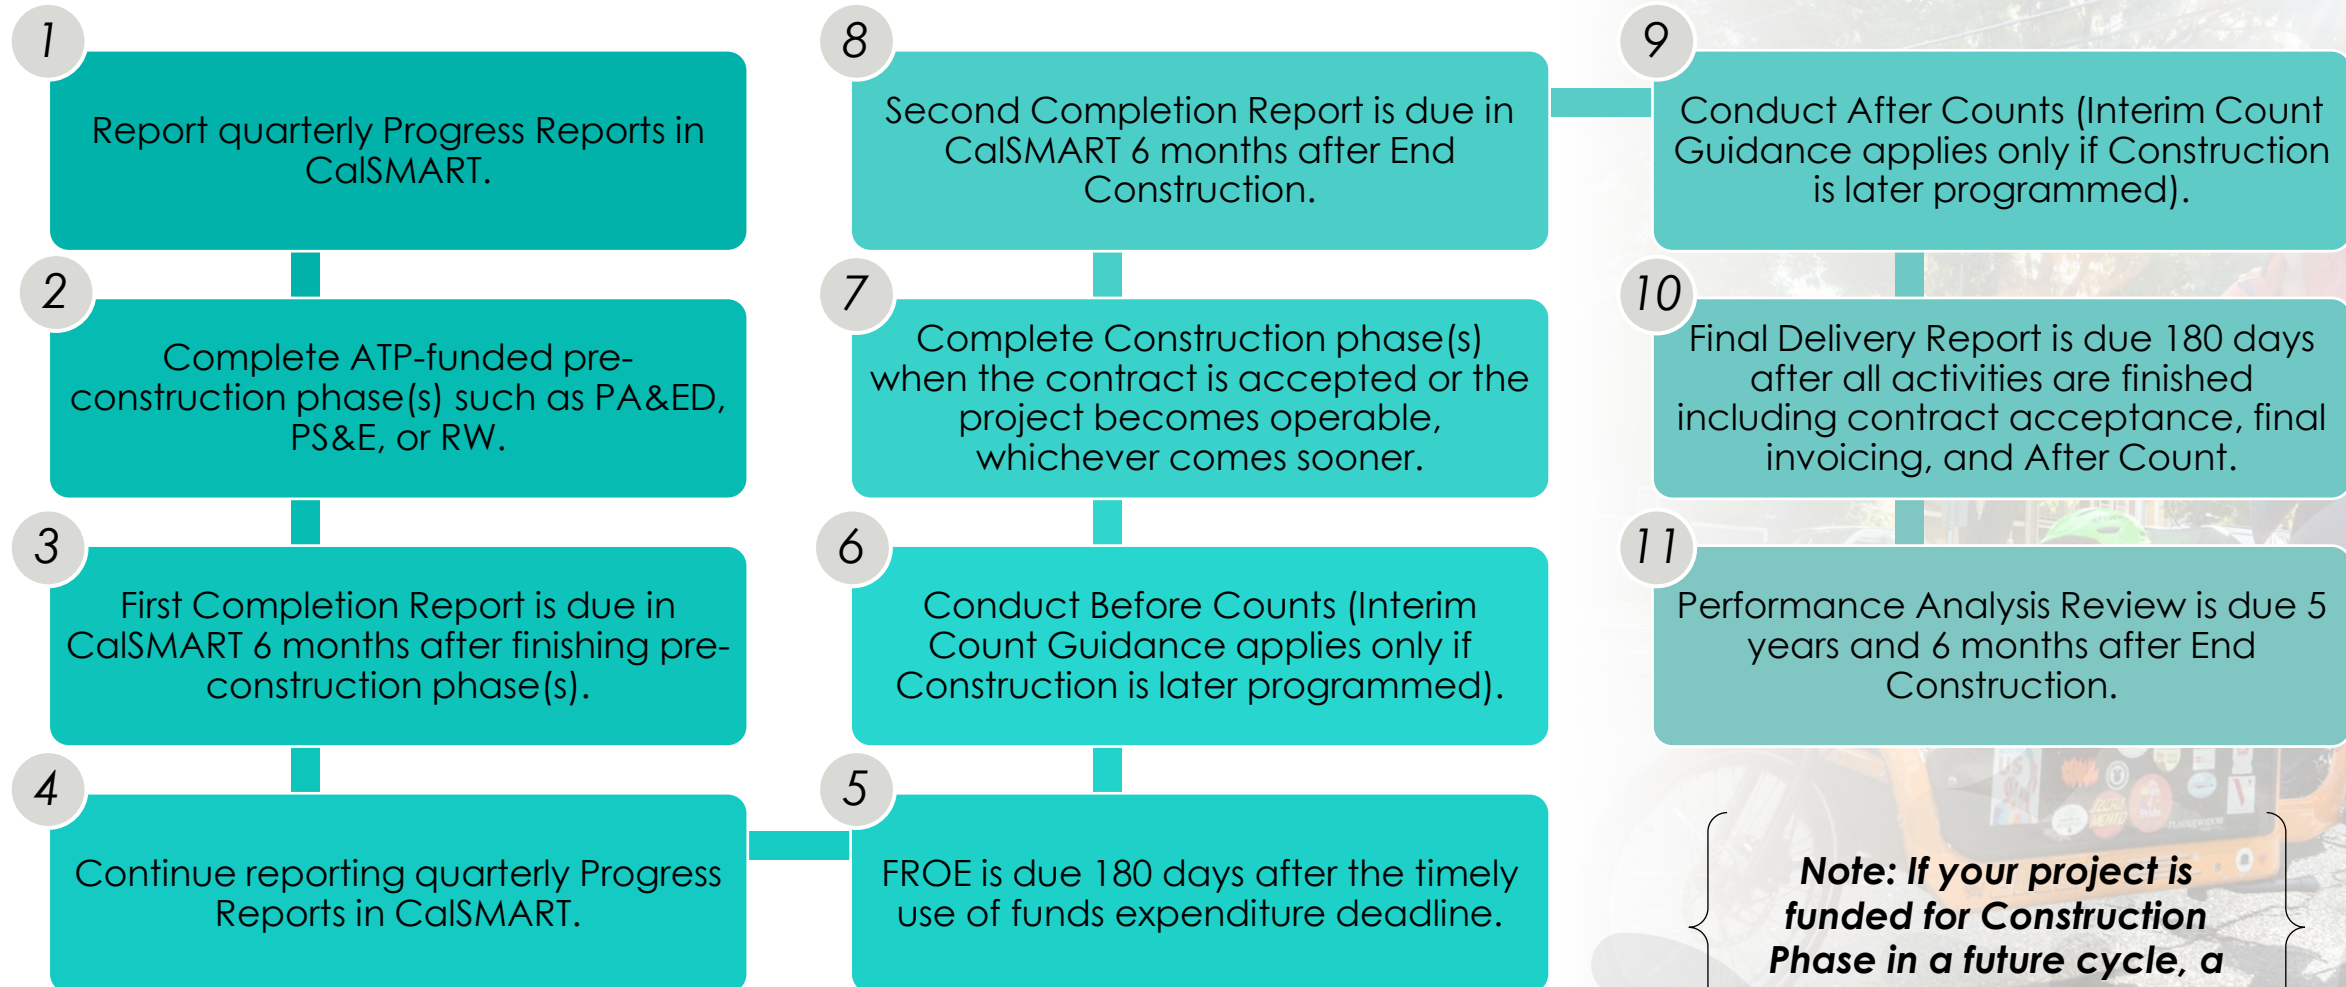 1
Report quarterly Progress Reports in
CalSMART.
2
Complete ATP-funded pre-
construction phase(s) such as PA&ED,
PS&E, or RW.
3
First Completion Report is due in
CalSMART 6 months after finishing pre-
construction phase(s).
4
Continue reporting quarterly Progress
Reports in CalSMART.
5
FROE is due 180 days after the timely
use of funds expenditure deadline.
6
Conduct Before Counts (Interim
Count Guidance applies only if
Construction is later programmed).
7
Complete Construction phase(s)
when the contract is accepted or the
project becomes operable,
whichever comes sooner.
8
Second Completion Report is due in
CalSMART 6 months after End
Construction.
9
Conduct After Counts (Interim Count
Guidance applies only if Construction
is later programmed).
10
Final Delivery Report is due 180 days
after all activities are finished
including contract acceptance, final
invoicing, and After Count.
11
Performance Analysis Review is due 5
years and 6 months after End
Construction.
Note: If your project is
funded for Construction
Phase in a future cycle, a